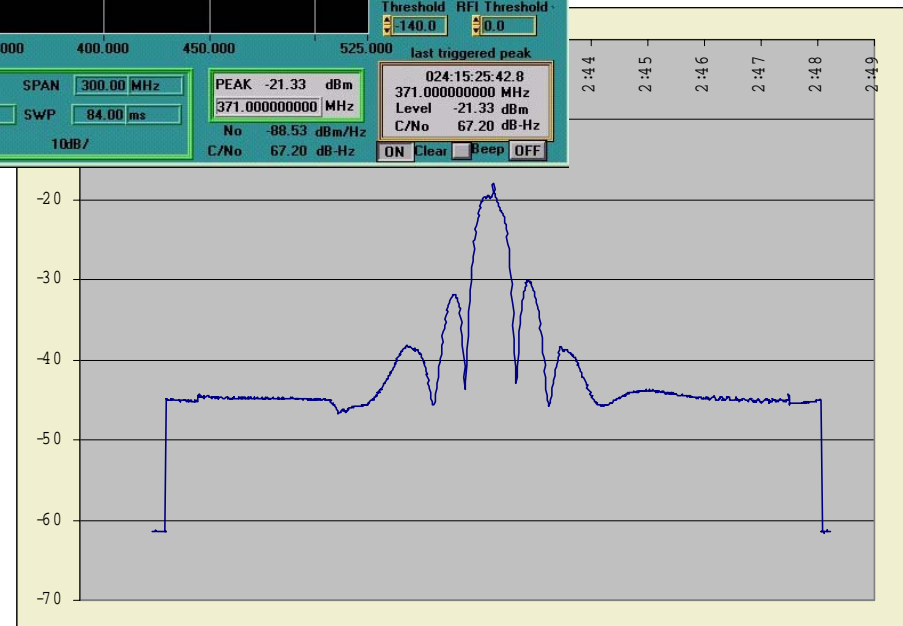 Threshold RFI Threshold
-140.0 0.0
000 400.000 450.000 525.000
last triggered peak
024:15:25:42.8
371.000000000 MHz
Level -21.33 dBm
C/No 67.20 dB-Hz
SPAN 300.00 MHz
SWP 84.00 ms
10dB/
PEAK -21.33 dBm
371.000000000 MHz
No -88.53 dBm/Hz
C/No 67.20 dB-Hz
ON Clear Beep OFF
2:44 2:45 2:46 2:47 2:48 2:49
-20
-30
-40
-50
-60
-70